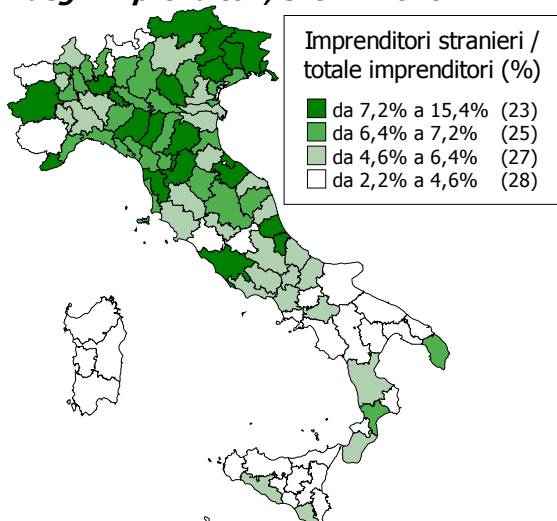 Imprenditori stranieri /
totale imprenditori (%)
da 7,2% a 15,4% (23)
da 6,4% a 7,2% (25)
da 4,6% a 6,4% (27)
da 2,2% a 4,6% (28)